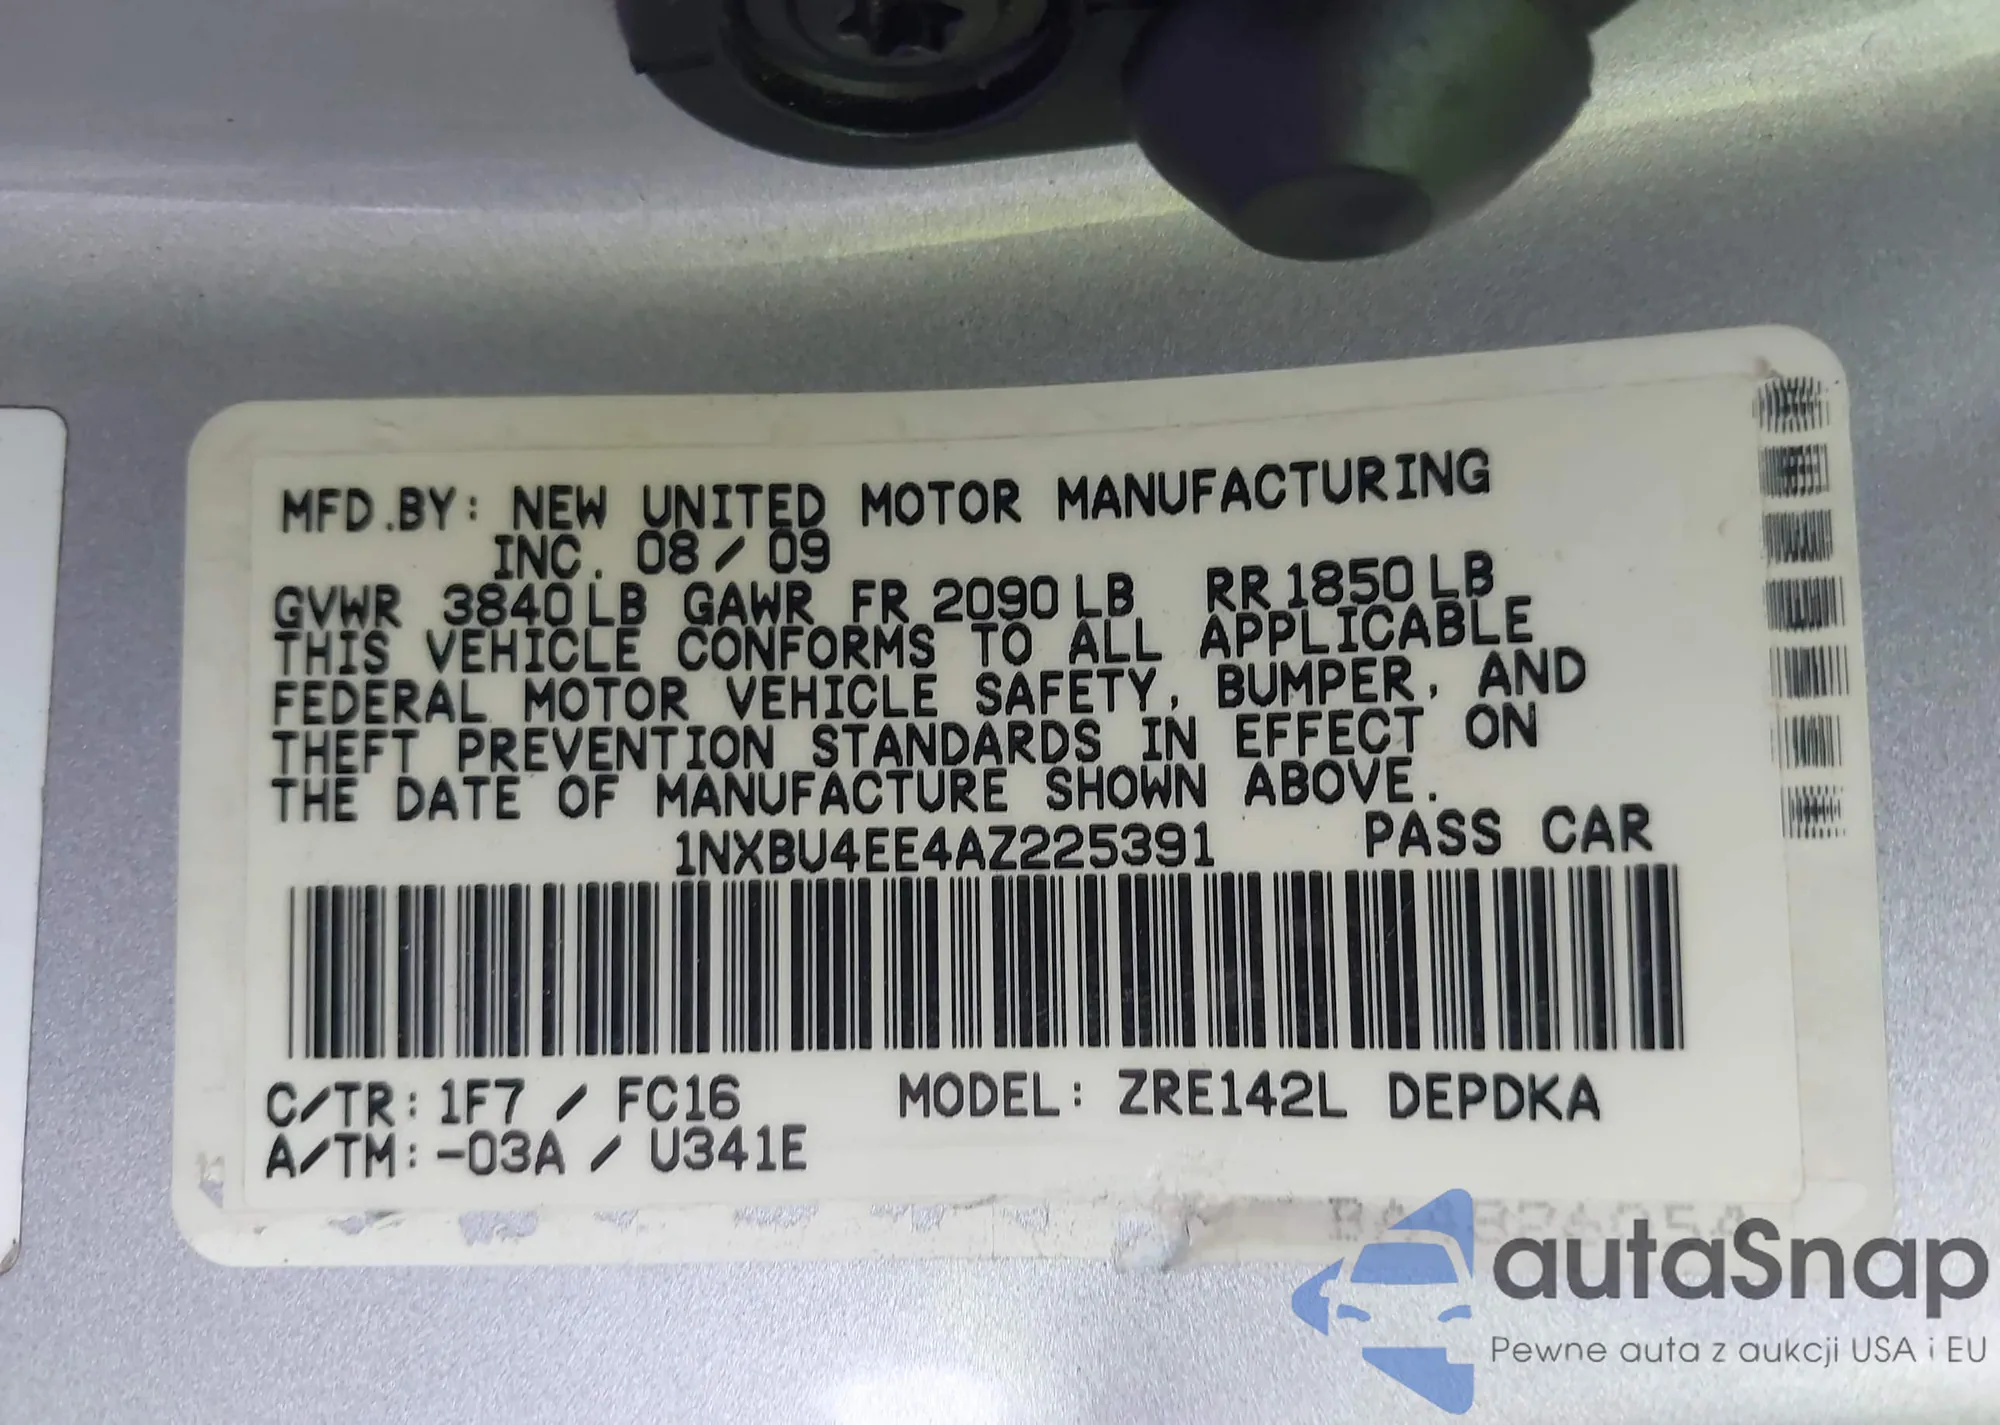 MFD.BY: NEW UNITED MOTOR MANUFACTURING
INC. 08/09
GVWR 3840LB GAWR FR 2090LB RR1850LB
THIS VEHICLE CONFORMS TO ALL APPLICABLE
FEDERAL MOTOR VEHICLE SAFETY, BUMPER, AND
THEFT PREVENTION STANDARDS IN EFFECT ON
THE DATE OF MANUFACTURE SHOWN ABOVE.
1NXBU4EE4AZ225391 PASS CAR
C/TR: 1F7 / FC16 MODEL: ZRE142L DEPDKA
A/TM: -03A / U341E
autaSnap
Pewne auta z aukcji USA i EU